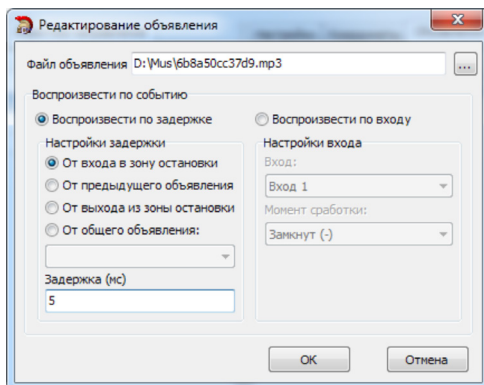 Редактирование объявления
Файл объявления D:\Mus\6b8a50cc37d9.mp3 ...
Воспроизвести по событию
Воспроизвести по задержке
Воспроизвести по входу
Настройки задержки
От входа в зону остановки
От предыдущего объявления
От выхода из зоны остановки
От общего объявления:
Задержка (мс)
5
Настройки входа
Вход:
Вход 1
Момент сработки:
Замкнут (-)
OK
Отмена